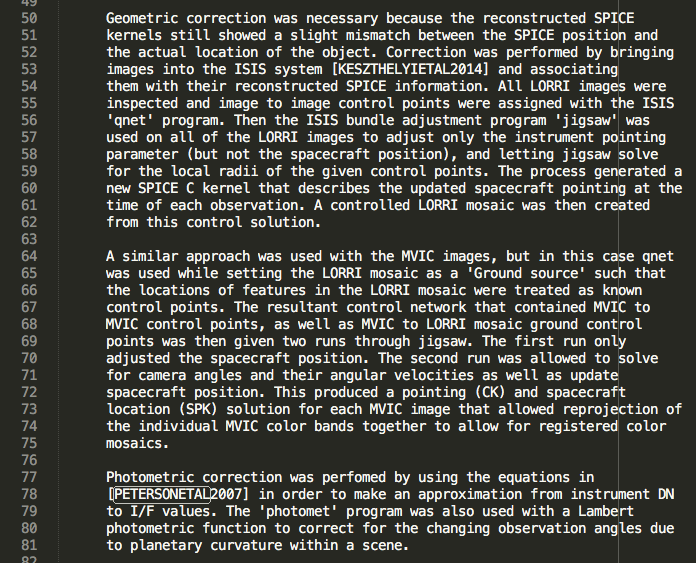 49
50 Geometric correction was necessary because the reconstructed SPICE
51 kernels still showed a slight mismatch between the SPICE position and
52 the actual location of the object. Correction was performed by bringing
53 images into the ISIS system [KESZTHELYIETAL2014] and associating
54 them with their reconstructed SPICE information. All LORRI images were
55 inspected and image to image control points were assigned with the ISIS
56 'qnet' program. Then the ISIS bundle adjustment program 'jigsaw' was
57 used on all of the LORRI images to adjust only the instrument pointing
58 parameter (but not the spacecraft position), and letting jigsaw solve
59 for the local radii of the given control points. The process generated a
60 new SPICE C kernel that describes the updated spacecraft pointing at the
61 time of each observation. A controlled LORRI mosaic was then created
62 from this control solution.
63
64 A similar approach was used with the MVIC images, but in this case qnet
65 was used while setting the LORRI mosaic as a 'Ground source' such that
66 the locations of features in the LORRI mosaic were treated as known
67 control points. The resultant control network that contained MVIC to
68 MVIC control points, as well as MVIC to LORRI mosaic ground control
69 points was then given two runs through jigsaw. The first run only
70 adjusted the spacecraft position. The second run was allowed to solve
71 for camera angles and their angular velocities as well as update
72 spacecraft position. This produced a pointing (CK) and spacecraft
73 location (SPK) solution for each MVIC image that allowed reprojection of
74 the individual MVIC color bands together to allow for registered color
75 mosaics.
76
77 Photometric correction was perfomed by using the equations in
78 [PETERSONETAL2007] in order to make an approximation from instrument DN
79 to I/F values. The 'photomet' program was also used with a Lambert
80 photometric function to correct for the changing observation angles due
81 to planetary curvature within a scene.
82